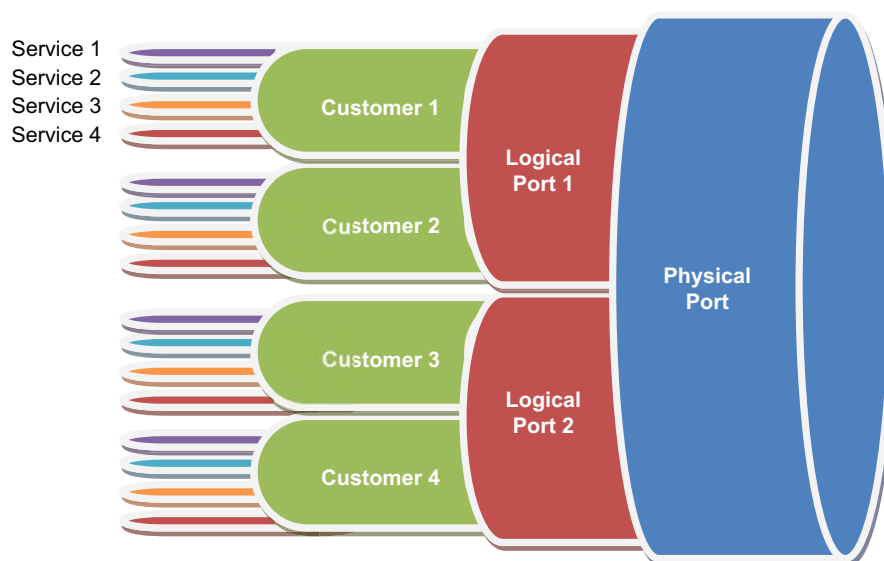 Service 1
Service 2
Service 3
Service 4
Customer 1
Customer 2
Customer 3
Customer 4
Logical
Port 1
Logical
Port 2
Physical
Port